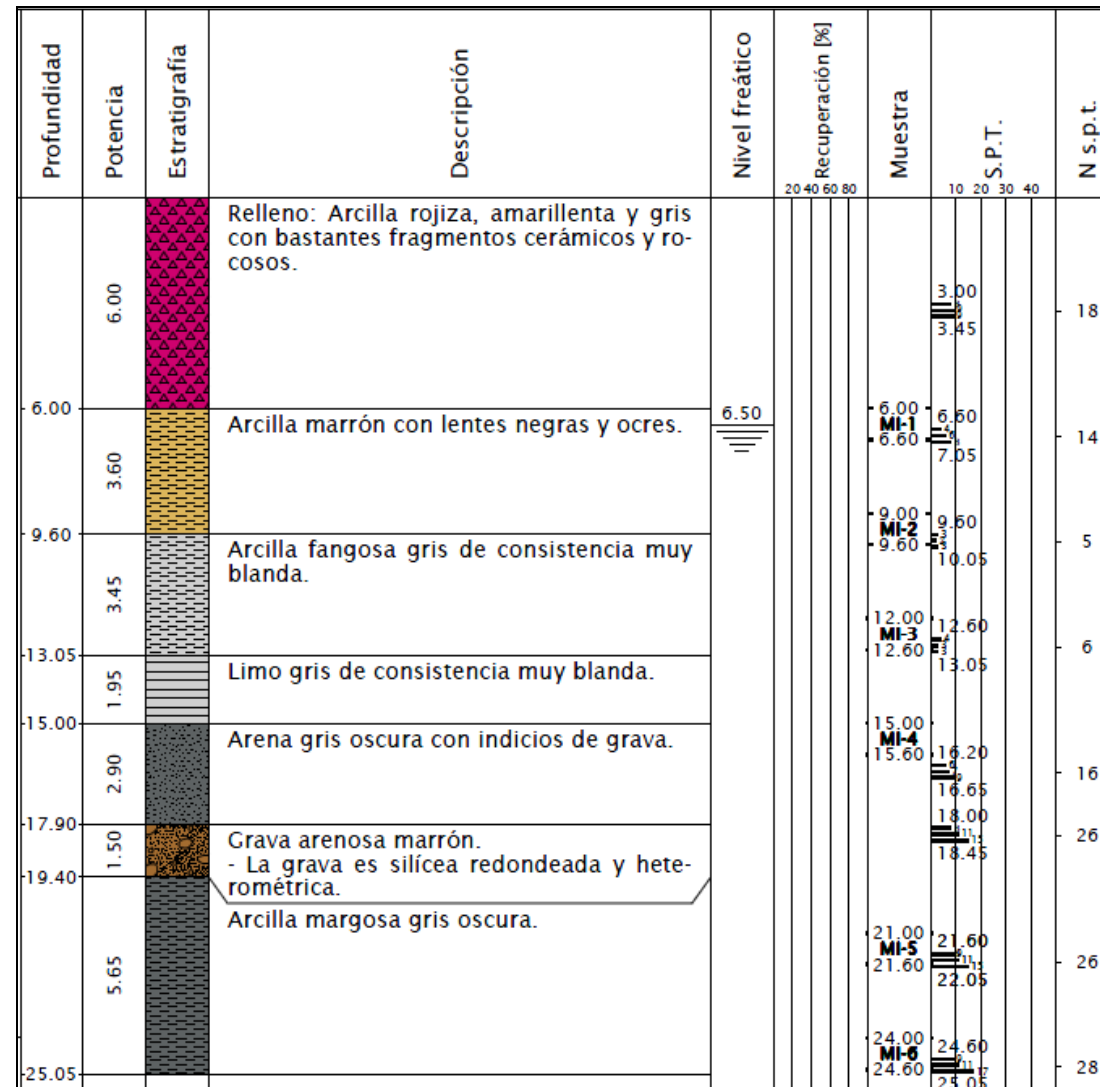 Profundidad
Potencia
Estratigrafía
Descripción
Nivel freático
Recuperación [%]
20 40 60 80
Muestra
S.P.T.
10 20 30 40
N s.p.t.
6.00
Relleno: Arcilla rojiza, amarillenta y gris
con bastantes fragmentos cerámicos y ro-
cosos.
3.00
3.45
18
6.00
3.60
Arcilla marrón con lentes negras y ocres.
6.50
6.00
MI-1
6.60
6.60
7.05
14
9.00
MI-2
9.60
9.60
3.45
Arcilla fangosa gris de consistencia muy
blanda.
9.60
10.05
5
12.00
MI-3
12.60
12.60
13.05
6
13.05
1.95
Limo gris de consistencia muy blanda.
15.00
2.90
Arena gris oscura con indicios de grava.
15.00
MI-4
15.60
16.20
16.65
16
17.90
1.50
Grava arenosa marrón.
- La grava es silícea redondeada y hete-
rométrica.
18.00
11
15
18.45
26
19.40
5.65
Arcilla margosa gris oscura.
21.00
MI-5
21.60
21.60
11
15
22.05
26
24.00
MI-6
24.60
24.60
11
17
25.05
28
25.05